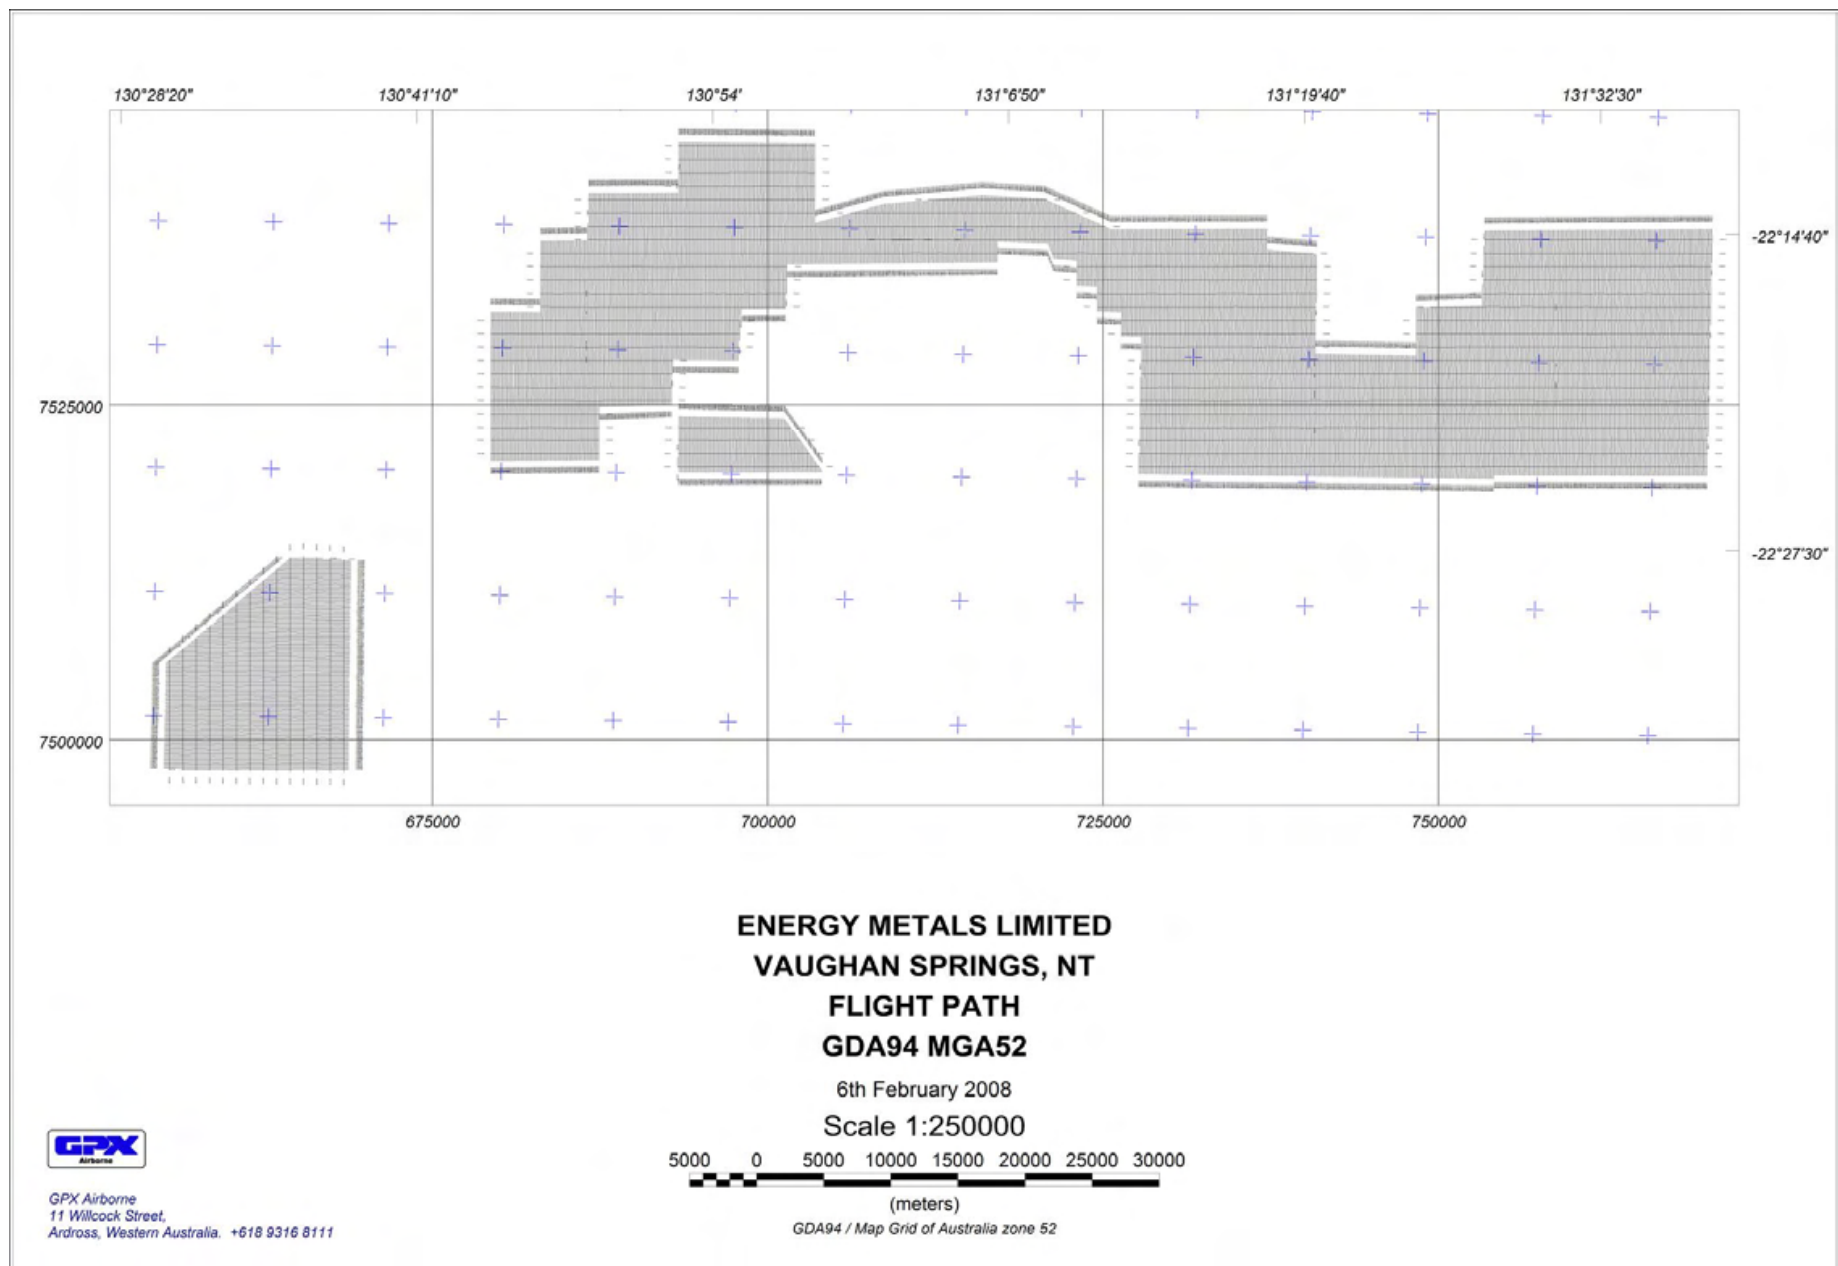 130°28'20" 130°41'10" 130°54' 131°6'50" 131°19'40" 131°32'30"
-22°14'40"
7525000
-22°27'30"
7500000
675000 700000 725000 750000
ENERGY METALS LIMITED
VAUGHAN SPRINGS, NT
FLIGHT PATH
GDA94 MGA52
6th February 2008
Scale 1:250000
5000 0 5000 10000 15000 20000 25000 30000
(meters)
GDA94 / Map Grid of Australia zone 52
GPX
Airborne
GPX Airborne
11 Willcock Street,
Ardross, Western Australia. +618 9316 8111